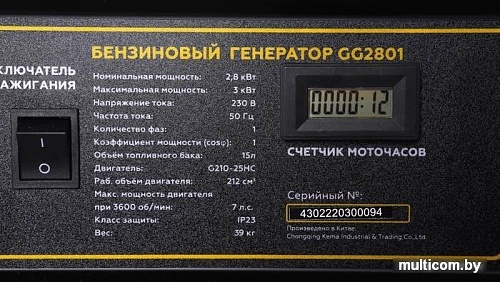 БЕНЗИНОВЫЙ ГЕНЕРАТОР GG2801
КЛЮЧАТЕЛЬ
АЖИГАНИЯ
I
O
Номинальная мощность: 2,8 кВт
Максимальная мощность: 3 кВт
Напряжение тока: 230 В
Частота тока: 50 Гц
Количество фаз: 1
Коэффициент мощности (cosφ): 1
Объём топливного бака: 15л
Двигатель: G210-25HC
Раб. объём двигателя: 212 см³
Макс. мощность двигателя
при 3600 об/мин: 7 л.с.
Класс защиты: IP23
Вес: 39 кг
0000:12
СЧЕТЧИК МОТОЧАСОВ
Серийный №:
4302220300094
Произведено в Китае
Chongqing Kema Industrial & Trading Co.,Ltd.
multicom.by